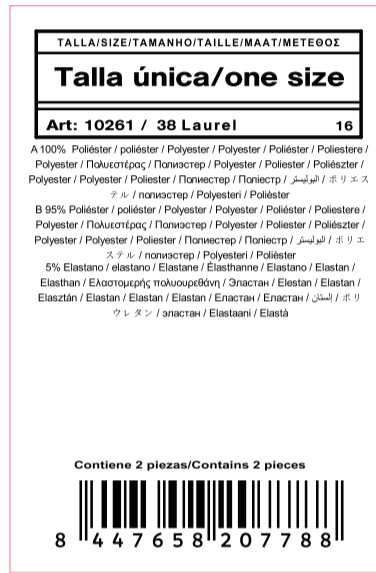 TALLA/SIZE/TAMANHO/TAILLE/MAAT/ΜΕΤΕΘΟΣ
Talla única/one size
Art: 10261 / 38 Laurel 16
A 100% Poliéster / poliéster / Polyester / Polyester / Poliéster / Poliestere /
Polyester / Πολυεστέρας / Полиэстер / Polyester / Poliester / Poliészter /
Polyester / Polyester / Poliester / Полиестер / Поліестр / البوليستر / ポリエス
テル / полиэстер / Polyesteri / Polièster
B 95% Poliéster / poliéster / Polyester / Polyester / Poliéster / Poliestere /
Polyester / Πολυεστέρας / Полиэстер / Polyester / Poliester / Poliészter /
Polyester / Polyester / Poliester / Полиестер / Поліестр / البوليستر / ポリエ
ステル / полиэстер / Polyesteri / Polièster
5% Elastano / elastano / Elastane / Élasthanne / Elastano / Elastan /
Elasthan / Ελαστομερής πολυουρεθάνη / Эластан / Elestan / Elastan /
Elasztán / Elastan / Elastan / Elastan / Еластан / Еластан / إلستان / ポリ
ウレタン / эластан / Elastaani / Elastà
Contiene 2 piezas/Contains 2 pieces
8 447658 207788